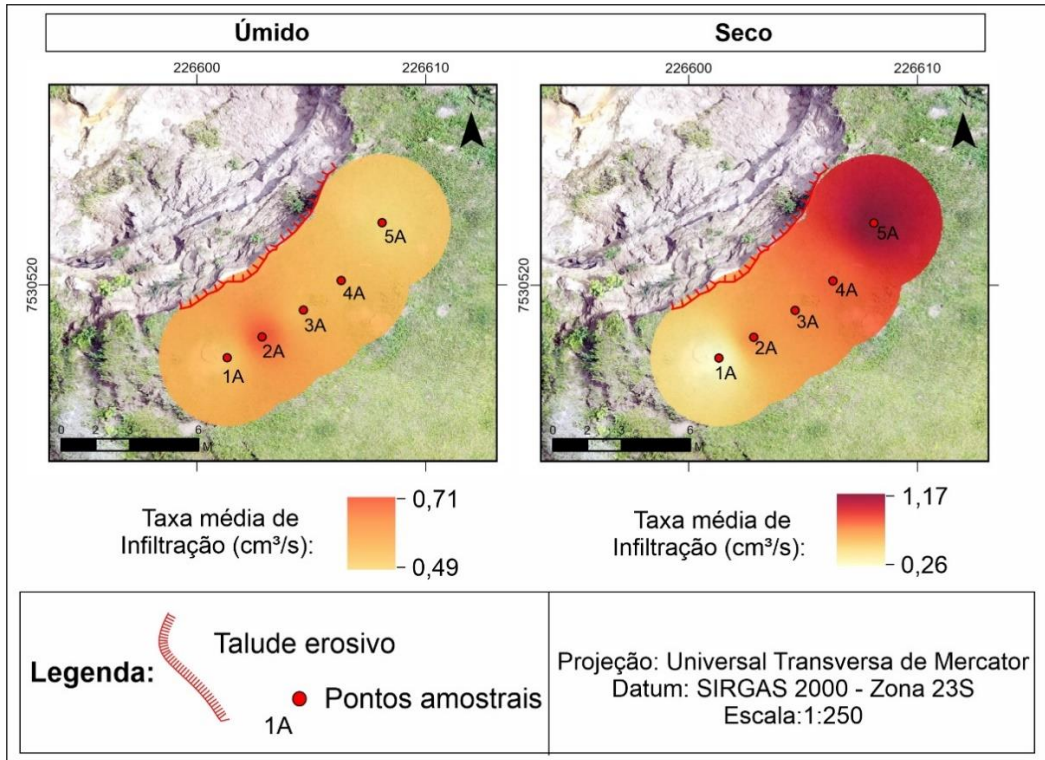 Úmido
Seco
226600
226610
226600
226610
7530520
7530520
N
N
5A
4A
3A
2A
1A
5A
4A
3A
2A
1A
0 2 6
M
0 2 6
M
Taxa média de
Infiltração (cm³/s):
0,71
0,49
Taxa média de
Infiltração (cm³/s):
1,17
0,26
Legenda:
Talude erosivo
Pontos amostrais
1A
Projeção: Universal Transversa de Mercator
Datum: SIRGAS 2000 - Zona 23S
Escala:1:250